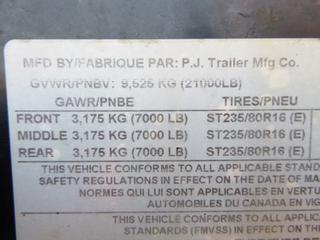 MFD BY/FABRIQUE PAR: P.J. Trailer Mfg Co.
GVWR/PNBV: 9,525 KG (21000LB)
GAWR/PNBE TIRES/PNEU
FRONT 3,175 KG (7000 LB) ST235/80R16 (E)
MIDDLE 3,175 KG (7000 LB) ST235/80R16 (E)
REAR 3,175 KG (7000 LB) ST235/80R16 (E)
THIS VEHICLE CONFORMS TO ALL APPLICABLE STAND
SAFETY REGULATIONS IN EFFECT ON THE DATE OF MA
NORMES QUI LUI SONT APPLICABLES EN VERTU
AUTOMOBILES DU CANADA EN VIG
THIS VEHICLE CONFORMS TO ALL APPLICA
STANDARDS (FMVSS) IN EFFECT